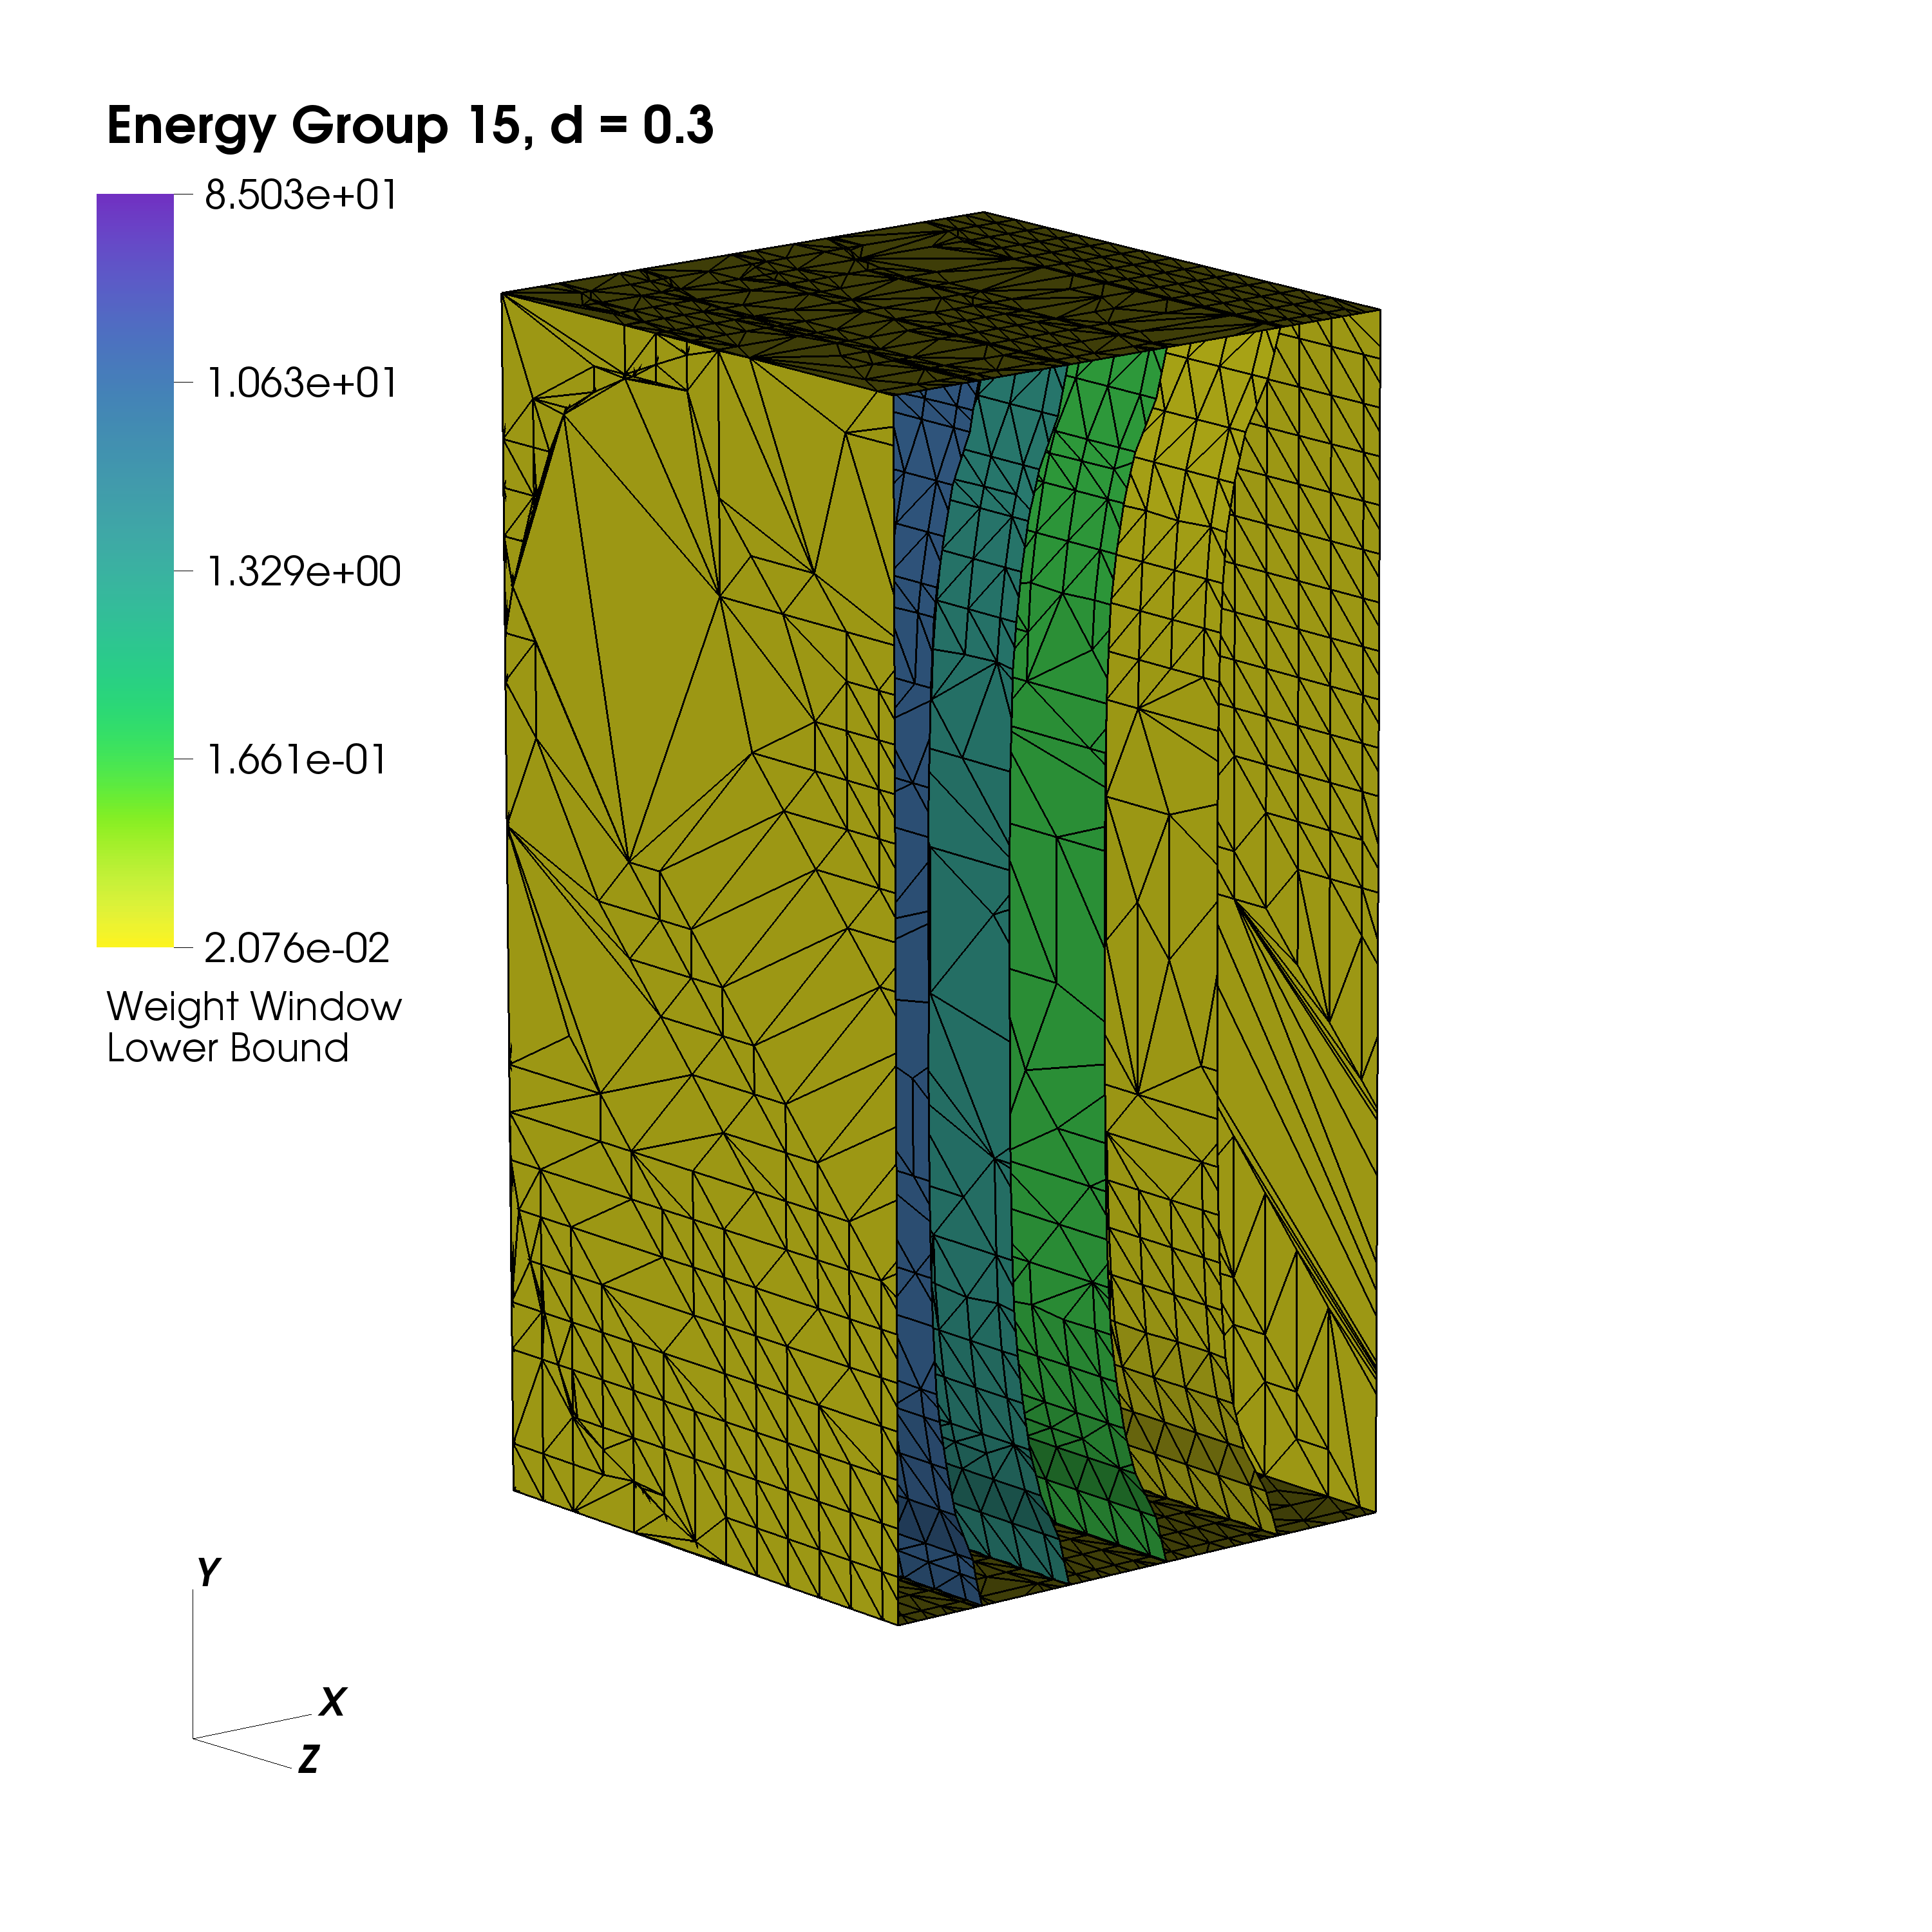 Energy Group 15, d = 0.3
8.503e+01
1.063e+01
1.329e+00
1.661e-01
2.076e-02
Weight Window
Lower Bound
Y
X
Z